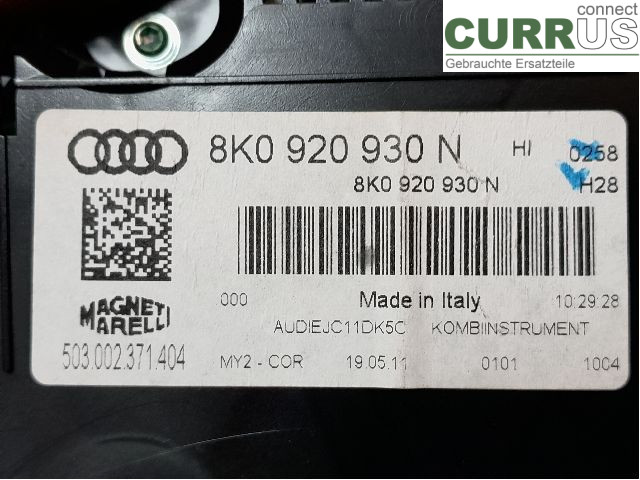 connect
CURRUS
Gebrauchte Ersatzteile
8K0 920 930 N HI 0258
8K0 920 930 N H28
000 Made in Italy 10:29:28
MAGNETI MARELLI
AUDIEJC11DK5C KOMBIINSTRUMENT
503.002.371.404
MY2 - COR 19.05.11 0101 1004